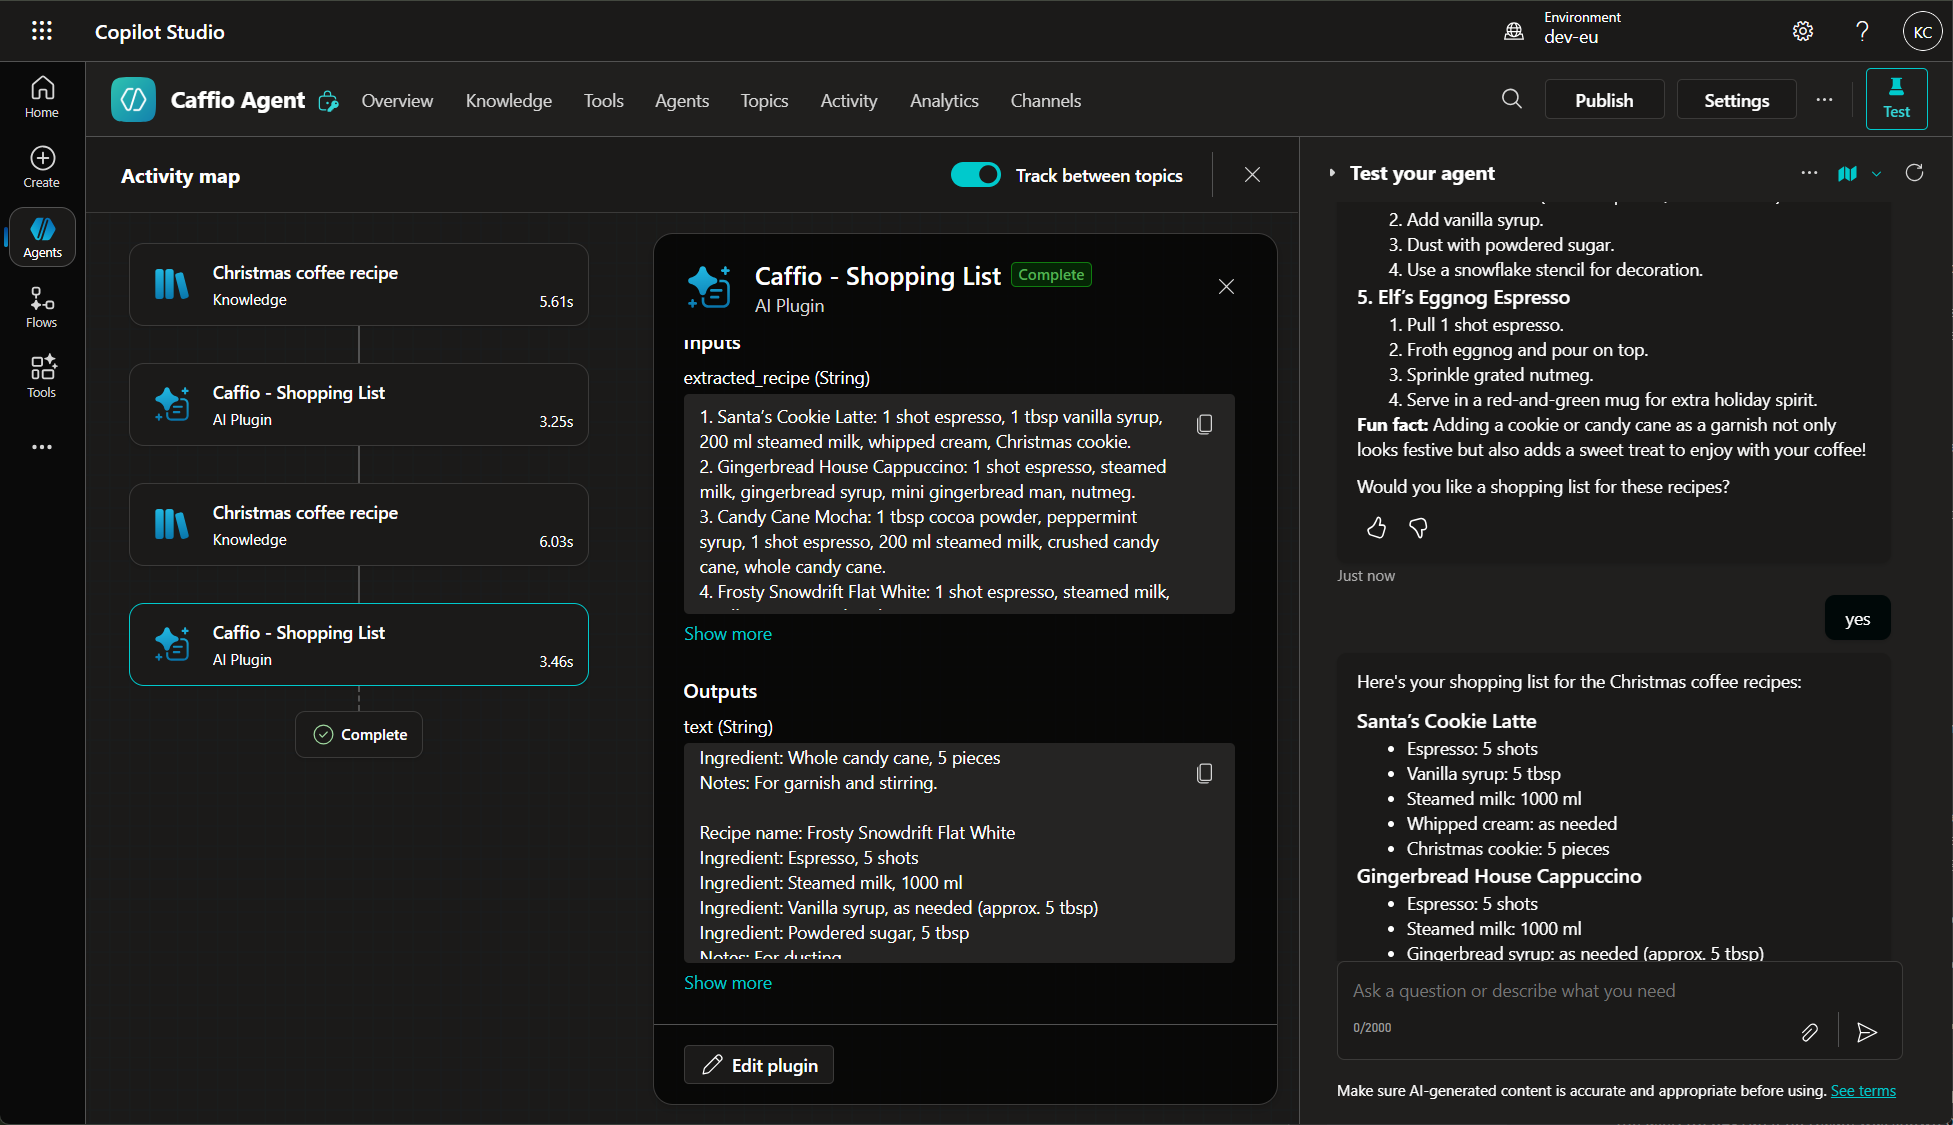 Copilot Studio
Environment
dev-eu
KC
Home
Create
Agents
Flows
Tools
Caffio Agent
Overview
Knowledge
Tools
Agents
Topics
Activity
Analytics
Channels
Publish
Settings
Test
Activity map
Track between topics
Christmas coffee recipe
Knowledge
5.61s
Caffio - Shopping List
AI Plugin
3.25s
Christmas coffee recipe
Knowledge
6.03s
Caffio - Shopping List
AI Plugin
3.46s
Complete
Caffio - Shopping List
Complete
AI Plugin
Inputs
extracted_recipe (String)
1. Santa’s Cookie Latte: 1 shot espresso, 1 tbsp vanilla syrup,
200 ml steamed milk, whipped cream, Christmas cookie.
2. Gingerbread House Cappuccino: 1 shot espresso, steamed
milk, gingerbread syrup, mini gingerbread man, nutmeg.
3. Candy Cane Mocha: 1 tbsp cocoa powder, peppermint
syrup, 1 shot espresso, 200 ml steamed milk, crushed candy
cane, whole candy cane.
4. Frosty Snowdrift Flat White: 1 shot espresso, steamed milk,
Show more
Outputs
text (String)
Ingredient: Whole candy cane, 5 pieces
Notes: For garnish and stirring.
Recipe name: Frosty Snowdrift Flat White
Ingredient: Espresso, 5 shots
Ingredient: Steamed milk, 1000 ml
Ingredient: Vanilla syrup, as needed (approx. 5 tbsp)
Ingredient: Powdered sugar, 5 tbsp
Notes: For dusting
Show more
Edit plugin
Test your agent
2. Add vanilla syrup.
3. Dust with powdered sugar.
4. Use a snowflake stencil for decoration.
5. Elf’s Eggnog Espresso
1. Pull 1 shot espresso.
2. Froth eggnog and pour on top.
3. Sprinkle grated nutmeg.
4. Serve in a red-and-green mug for extra holiday spirit.
Fun fact: Adding a cookie or candy cane as a garnish not only
looks festive but also adds a sweet treat to enjoy with your coffee!
Would you like a shopping list for these recipes?
Just now
yes
Here's your shopping list for the Christmas coffee recipes:
Santa’s Cookie Latte
• Espresso: 5 shots
• Vanilla syrup: 5 tbsp
• Steamed milk: 1000 ml
• Whipped cream: as needed
• Christmas cookie: 5 pieces
Gingerbread House Cappuccino
• Espresso: 5 shots
• Steamed milk: 1000 ml
• Gingerbread syrup: as needed (approx. 5 tbsp)
Ask a question or describe what you need
0/2000
Make sure AI-generated content is accurate and appropriate before using. See terms